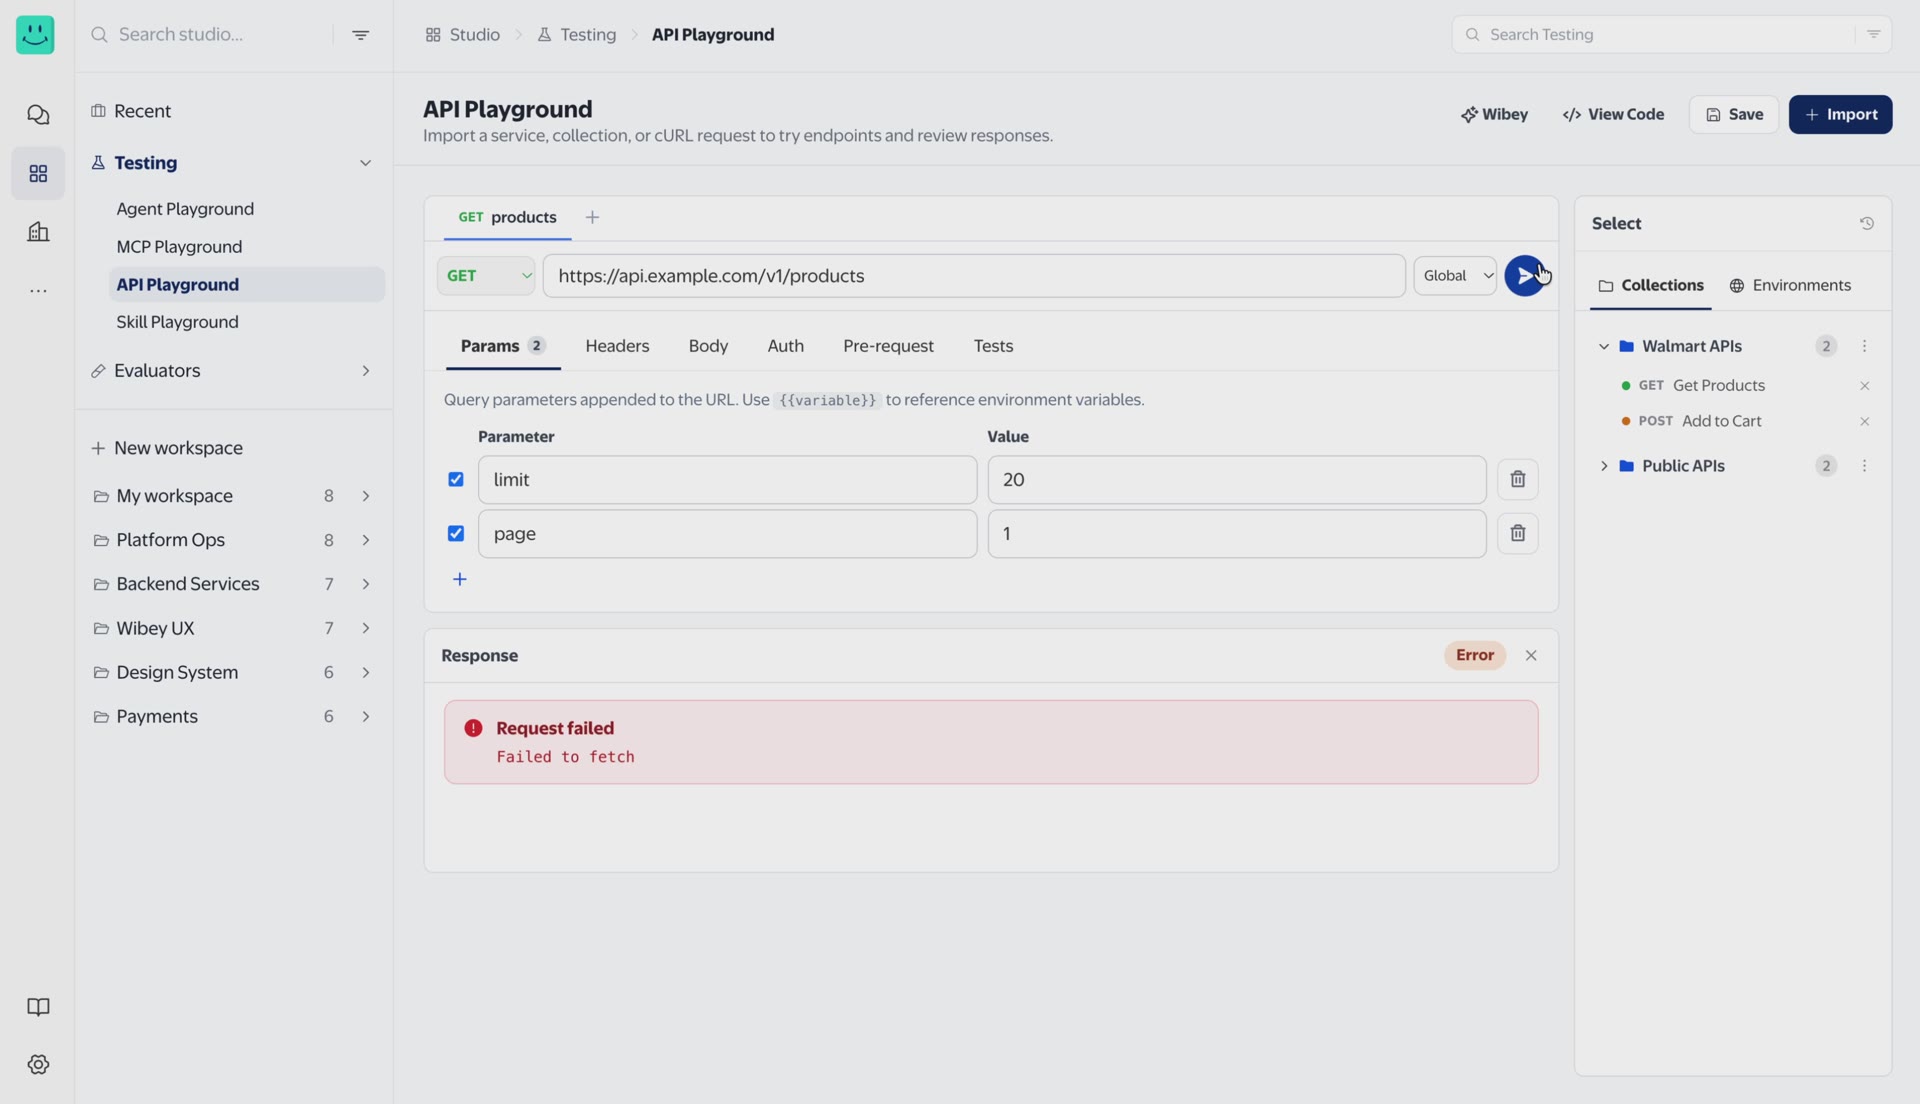 Search studio...
Recent
Testing
Agent Playground
MCP Playground
API Playground
Skill Playground
Evaluators
New workspace
My workspace 8
Platform Ops 8
Backend Services 7
Wibey UX 7
Design System 6
Payments 6
Studio Testing API Playground
Search Testing
API Playground
Import a service, collection, or cURL request to try endpoints and review responses.
Wibey View Code Save Import
GET products
GET https://api.example.com/v1/products Global
Params 2 Headers Body Auth Pre-request Tests
Query parameters appended to the URL. Use {{variable}} to reference environment variables.
Parameter Value
limit 20
page 1
Response Error
Request failed
Failed to fetch
Select
Collections Environments
Walmart APIs 2
GET Get Products
POST Add to Cart
Public APIs 2